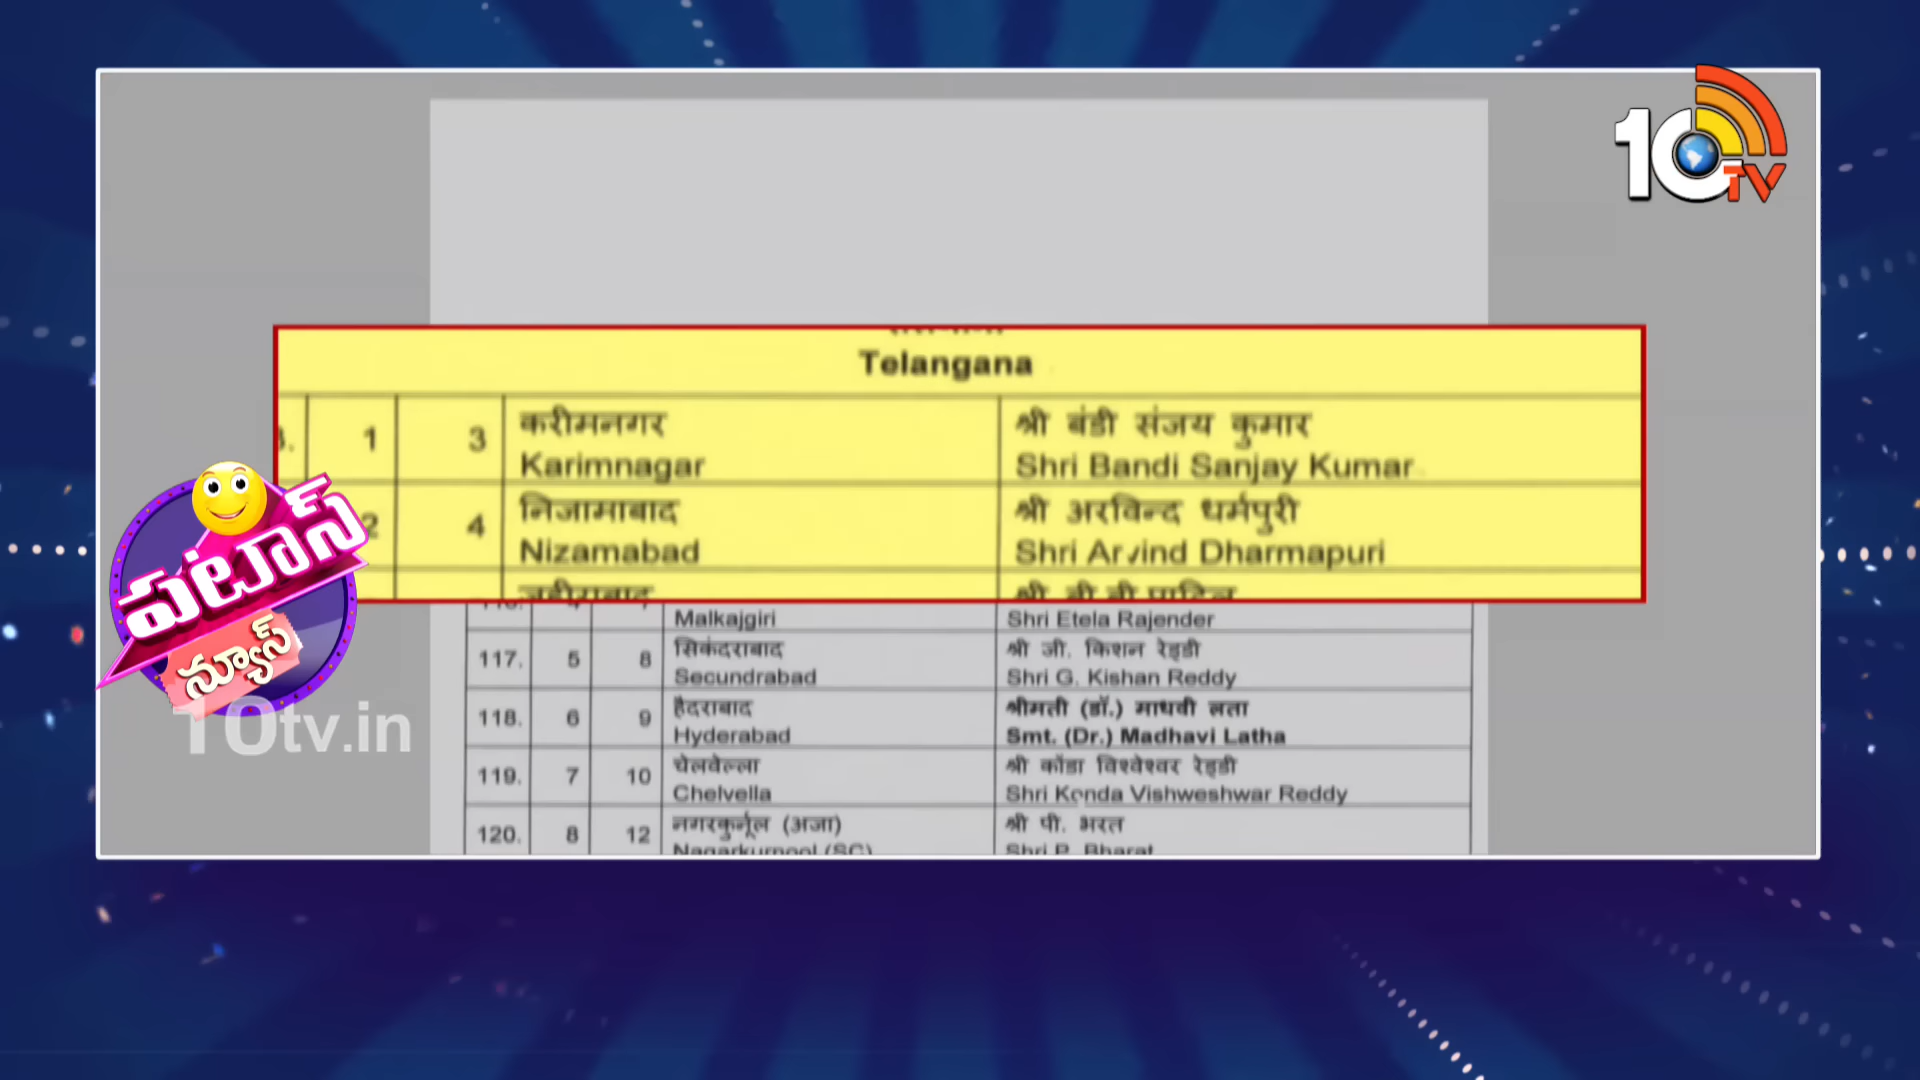 10TV
Telangana
1 3 करीमनगर श्री बंडी संजय कुमार
Karimnagar Shri Bandi Sanjay Kumar
2 4 निजामाबाद श्री अरविन्द धर्मपुरी
Nizamabad Shri Arvind Dharmapuri
Malkajgiri Shri Etela Rajender
117. 5 8 सिकंदराबाद श्री जी. किशन रेड्डी
Secundrabad Shri G. Kishan Reddy
118. 6 9 हैदराबाद श्रीमती (डॉ.) माधवी लता
Hyderabad Smt. (Dr.) Madhavi Latha
119. 7 10 चेलवेल्ला श्री कोंडा विश्वेश्वर रेड्डी
Chelvella Shri Konda Vishweshwar Reddy
120. 8 12 नगरकुर्नूल (अजा) श्री पी. भरत
Nagarkurnool (SC) Shri P. Bharat
పటాస్
న్యూస్
10tv.in